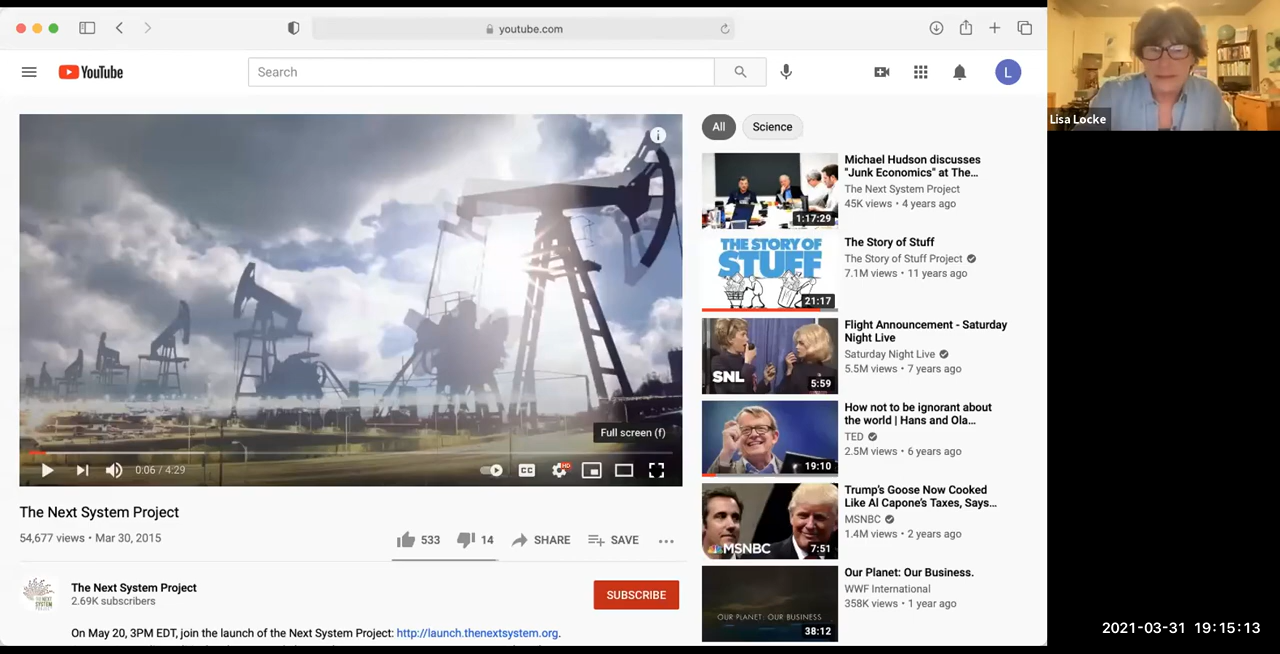 youtube.com
YouTube
Search
L
Lisa Locke
All
Science
Full screen (f)
0:06 / 4:29
CC
HD
The Next System Project
54,677 views • Mar 30, 2015
533
14
SHARE
SAVE
The Next System Project
2.69K subscribers
SUBSCRIBE
On May 20, 3PM EDT, join the launch of the Next System Project: http://launch.thenextsystem.org.
1:17:29
Michael Hudson discusses
"Junk Economics" at The...
The Next System Project
45K views • 4 years ago
THE STORY OF
STUFF
21:17
The Story of Stuff
The Story of Stuff Project
7.1M views • 11 years ago
SNL
5:59
Flight Announcement - Saturday
Night Live
Saturday Night Live
5.5M views • 7 years ago
19:10
How not to be ignorant about
the world | Hans and Ola...
TED
2.5M views • 6 years ago
MSNBC
7:51
Trump's Goose Now Cooked
Like Al Capone's Taxes, Says...
MSNBC
1.4M views • 2 years ago
OUR PLANET: OUR BUSINESS
38:12
Our Planet: Our Business.
WWF International
358K views • 1 year ago
2021-03-31 19:15:13